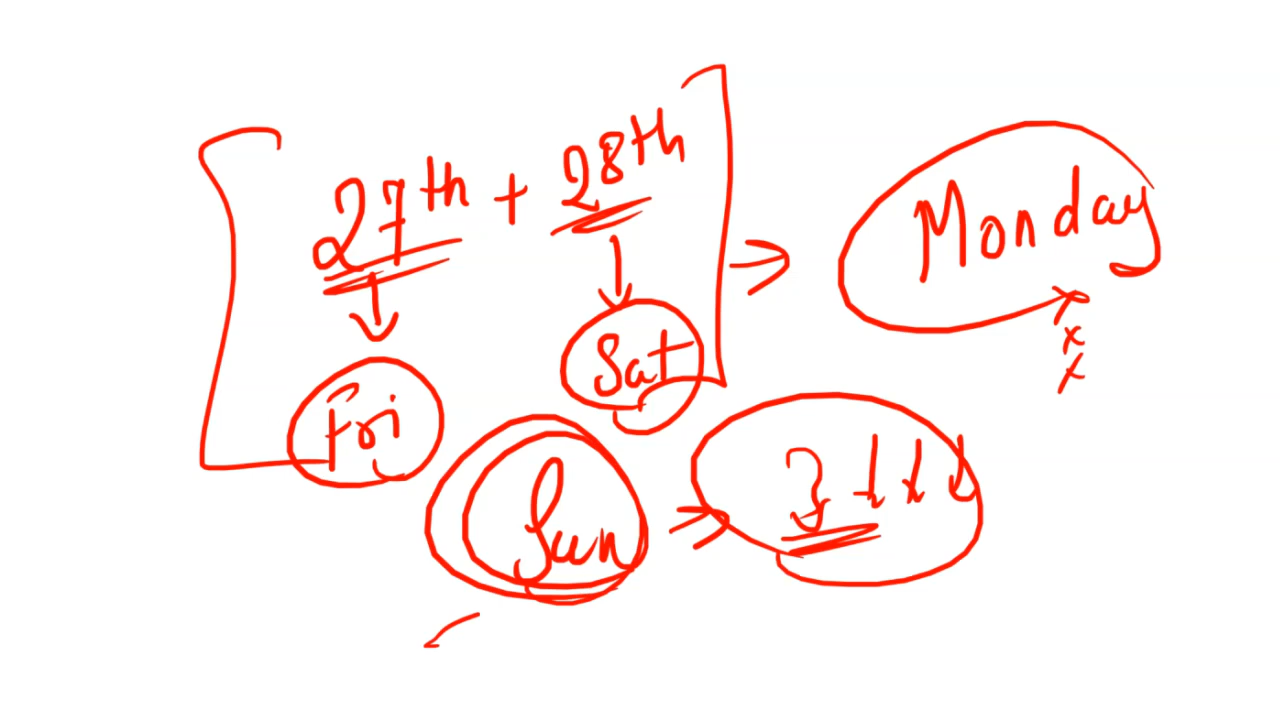 27th + 28th
Monday
x
x
Fri
Sat
Sun